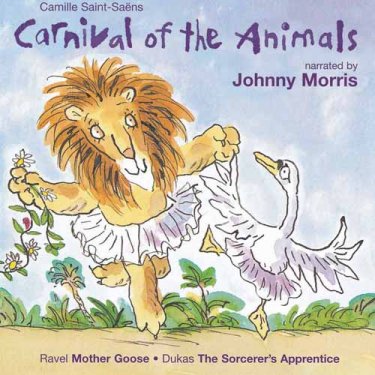 Camille Saint-Saëns
Carnival of the Animals
narrated by
Johnny Morris
Ravel Mother Goose • Dukas The Sorcerer's Apprentice